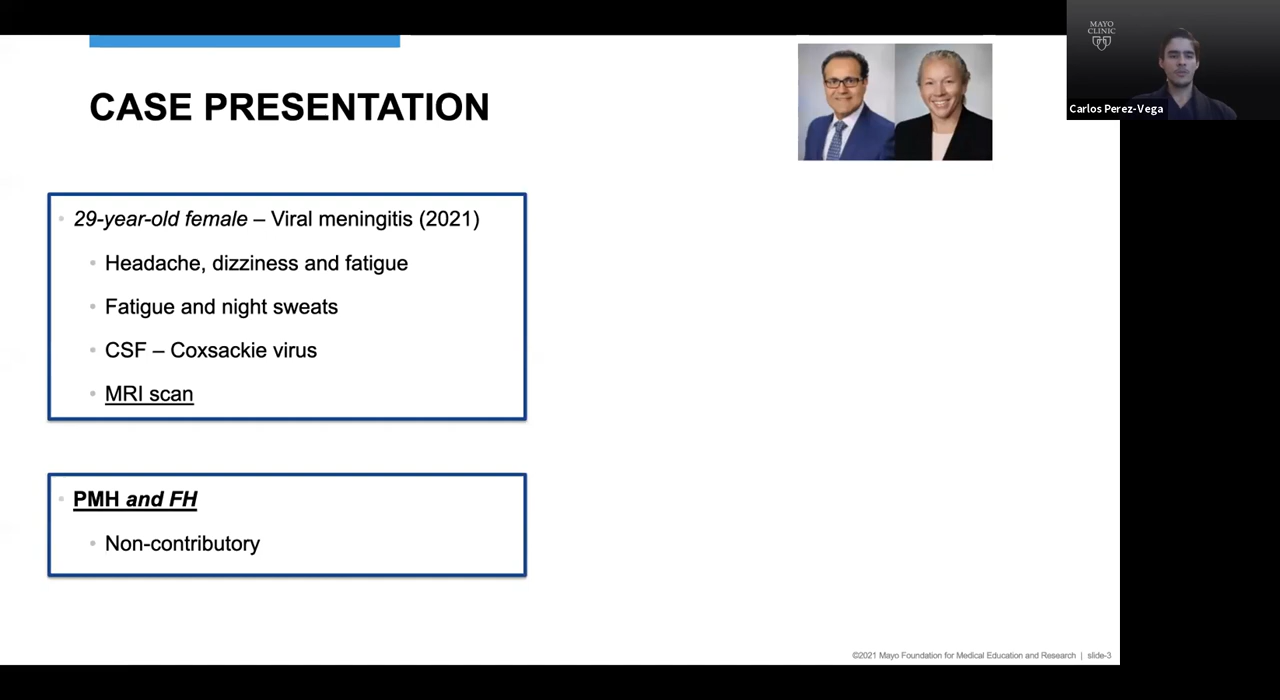 MAYO
CLINIC
Carlos Perez-Vega
CASE PRESENTATION
29-year-old female – Viral meningitis (2021)
Headache, dizziness and fatigue
Fatigue and night sweats
CSF – Coxsackie virus
MRI scan
PMH and FH
Non-contributory
©2021 Mayo Foundation for Medical Education and Research | slide-3